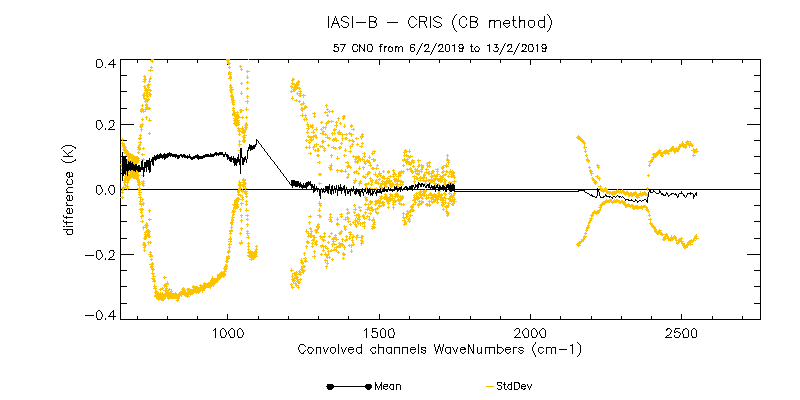 IASI-B - CRIS (CB method)
57 CNO from 6/2/2019 to 13/2/2019
0.4
0.2
0.0
-0.2
-0.4
difference (K)
1000 1500 2000 2500
Convolved channels WaveNumbers (cm-1)
Mean StdDev